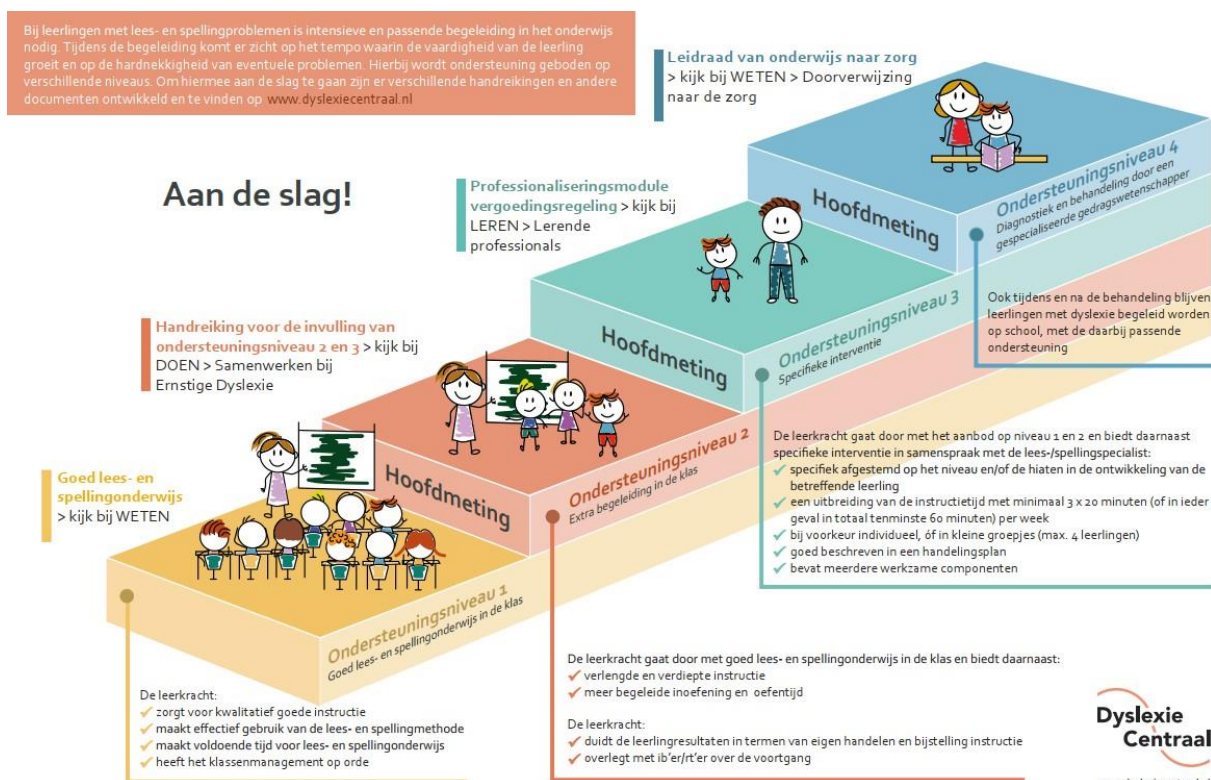 Bij leerlingen met lees- en spellingproblemen is intensieve en passende begeleiding in het onderwijs
nodig. Tijdens de begeleiding komt er zicht op het tempo waarin de vaardigheid van de leerling
groeit en op de hardnekkigheid van eventuele problemen. Hierbij wordt ondersteuning geboden op
verschillende niveaus. Om hiermee aan de slag te gaan zijn er verschillende handreikingen en andere
documenten ontwikkeld en te vinden op www.dyslexiecentraal.nl
Leidraad van onderwijs naar zorg
> kijk bij WETEN > Doorverwijzing
naar de zorg
Aan de slag!
Professionaliseringsmodule
vergoedingsregeling > kijk bij
LEREN > Lerende
professionals
Hoofdmeting
Ondersteuningsniveau 4
Diagnostiek en behandeling door een
gespecialiseerde gedragswetenschapper
Ook tijdens en na de behandeling blijven
leerlingen met dyslexie begeleid worden
op school, met de daarbij passende
ondersteuning
Handreiking voor de invulling van
ondersteuningsniveau 2 en 3 > kijk bij
DOEN > Samenwerken bij
Ernstige Dyslexie
Hoofdmeting
Ondersteuningsniveau 3
Specifieke interventie
De leerkracht gaat door met het aanbod op niveau 1 en 2 en biedt daarnaast
specifieke interventie in samenspraak met de lees-/spellingspecialist:
✓ specifiek afgestemd op het niveau en/of de hiaten in de ontwikkeling van de
betreffende leerling
✓ een uitbreiding van de instructietijd met minimaal 3 x 20 minuten (of in ieder
geval in totaal tenminste 60 minuten) per week
✓ bij voorkeur individueel, óf in kleine groepjes (max. 4 leerlingen)
✓ goed beschreven in een handelingsplan
✓ bevat meerdere werkzame componenten
Goed lees- en
spellingonderwijs
> kijk bij WETEN
Hoofdmeting
Ondersteuningsniveau 2
Extra begeleiding in de klas
De leerkracht gaat door met goed lees- en spellingonderwijs in de klas en biedt daarnaast:
✓ verlengde en verdiepte instructie
✓ meer begeleide inoefening en oefentijd
De leerkracht:
✓ duidt de leerlingresultaten in termen van eigen handelen en bijstelling instructie
✓ overlegt met ib'er/rt'er over de voortgang
Ondersteuningsniveau 1
Goed lees- en spellingonderwijs in de klas
De leerkracht:
✓ zorgt voor kwalitatief goede instructie
✓ maakt effectief gebruik van de lees- en spellingmethode
✓ maakt voldoende tijd voor lees- en spellingonderwijs
✓ heeft het klassenmanagement op orde
Dyslexie
Centraal